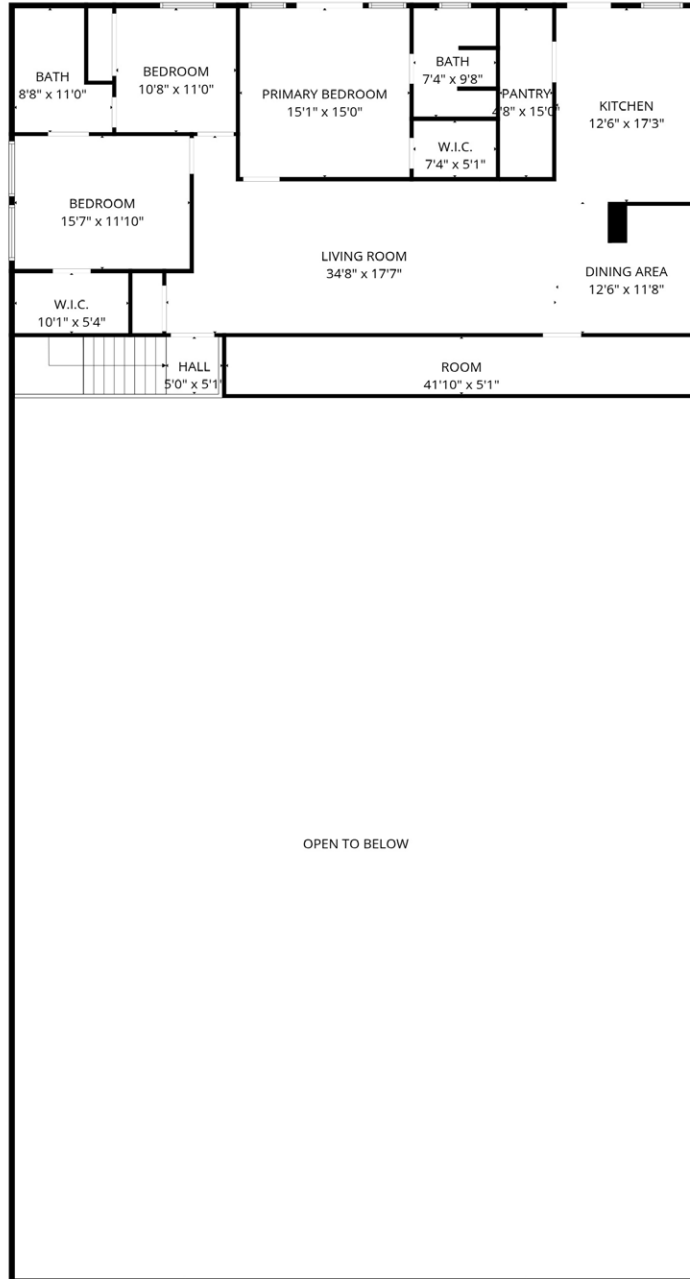 BATH
8'8" x 11'0"
BEDROOM
10'8" x 11'0"
PRIMARY BEDROOM
15'1" x 15'0"
BATH
7'4" x 9'8"
PANTRY
4'8" x 15'0"
KITCHEN
12'6" x 17'3"
W.I.C.
7'4" x 5'1"
BEDROOM
15'7" x 11'10"
LIVING ROOM
34'8" x 17'7"
DINING AREA
12'6" x 11'8"
W.I.C.
10'1" x 5'4"
HALL
5'0" x 5'1"
ROOM
41'10" x 5'1"
OPEN TO BELOW